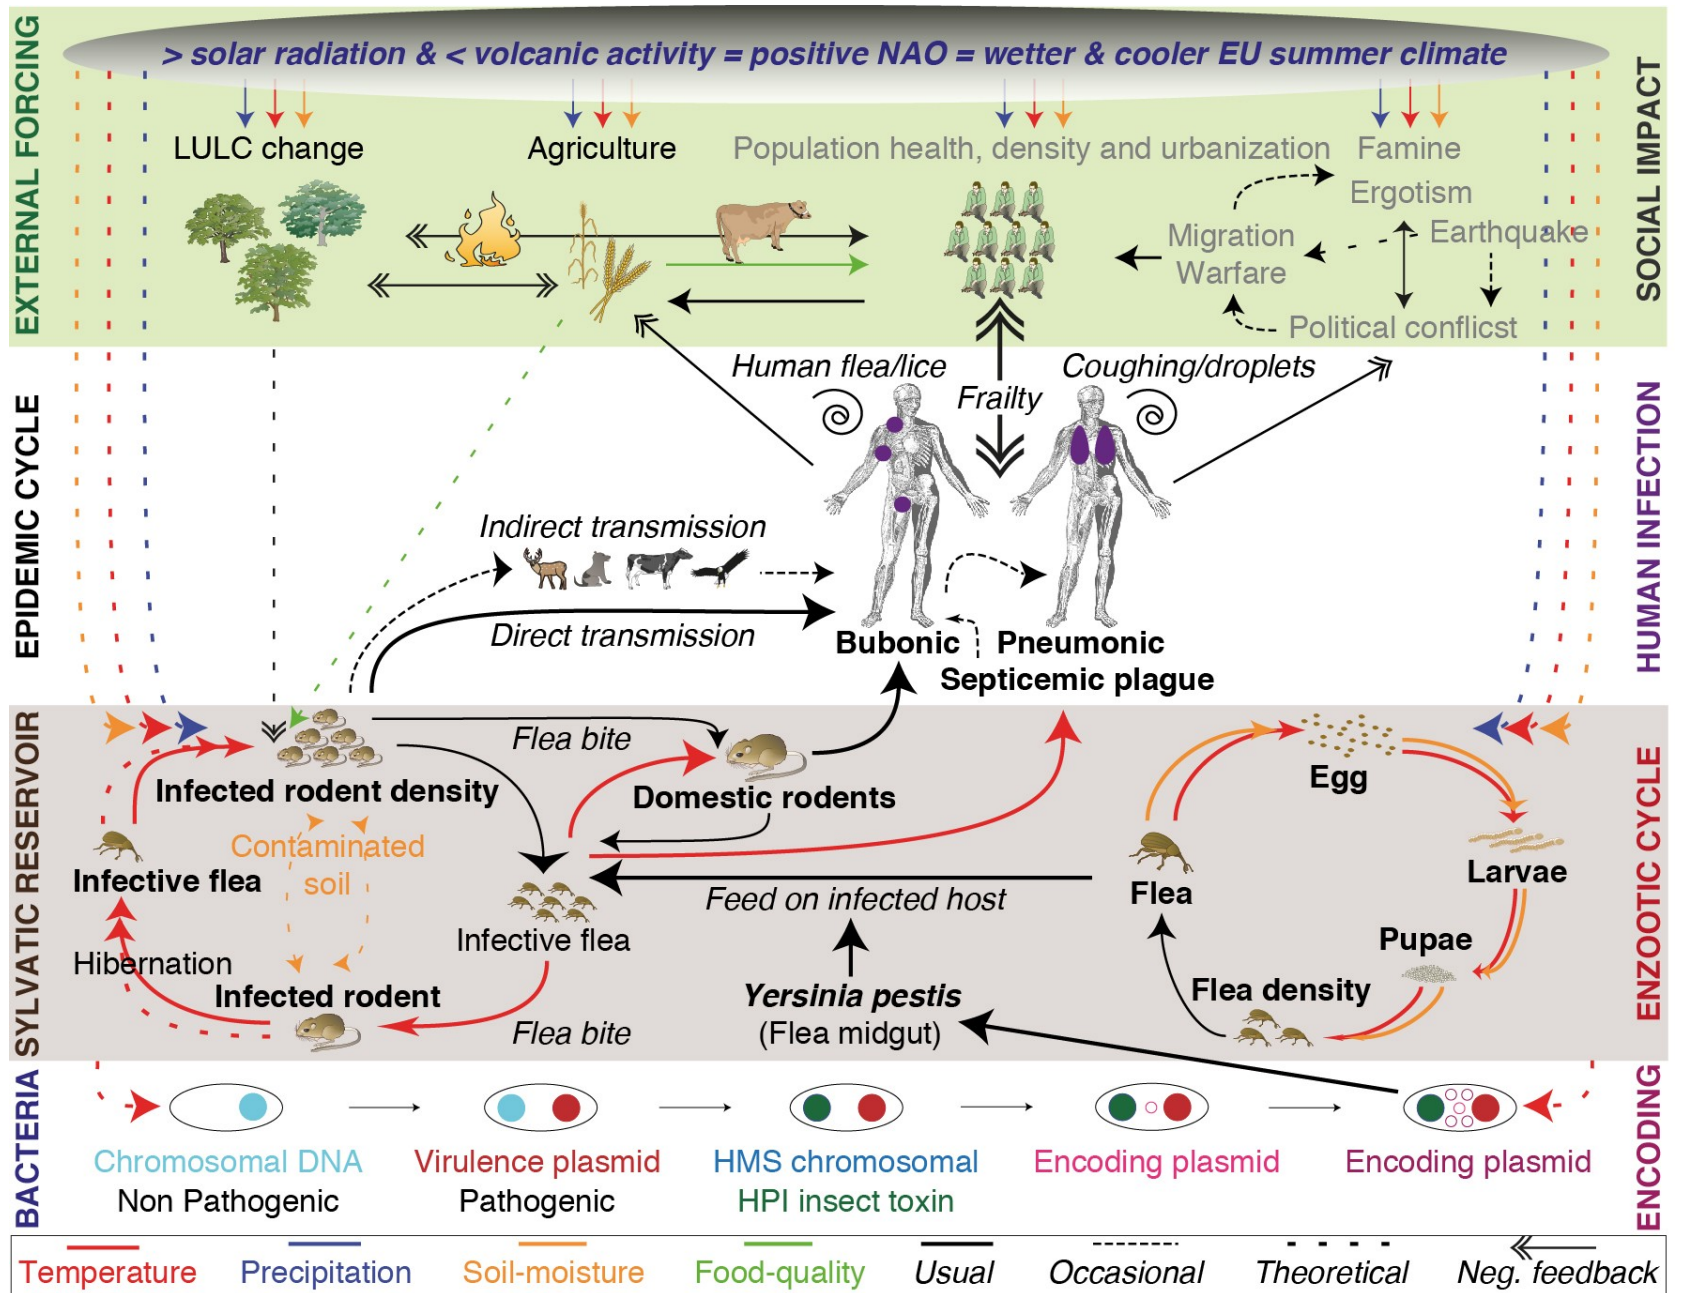 > solar radiation & < volcanic activity = positive NAO = wetter & cooler EU summer climate
EXTERNAL FORCING
SOCIAL IMPACT
LULC change
Agriculture
Population health, density and urbanization
Famine
Ergotism
Migration
Warfare
Earthquake
Political conflicst
EPIDEMIC CYCLE
HUMAN INFECTION
Human flea/lice
Frailty
Coughing/droplets
Indirect transmission
Direct transmission
Bubonic
Pneumonic
Septicemic plague
SYLVATIC RESERVOIR
ENZOOTIC CYCLE
Flea bite
Infected rodent density
Domestic rodents
Egg
Contaminated
soil
Infective flea
Larvae
Flea
Feed on infected host
Infective flea
Pupae
Hibernation
Infected rodent
Flea bite
Yersinia pestis
(Flea midgut)
Flea density
BACTERIA
ENCODING
Chromosomal DNA
Non Pathogenic
Virulence plasmid
Pathogenic
HMS chromosomal
HPI insect toxin
Encoding plasmid
Encoding plasmid
Temperature
Precipitation
Soil-moisture
Food-quality
Usual
Occasional
Theoretical
Neg. feedback